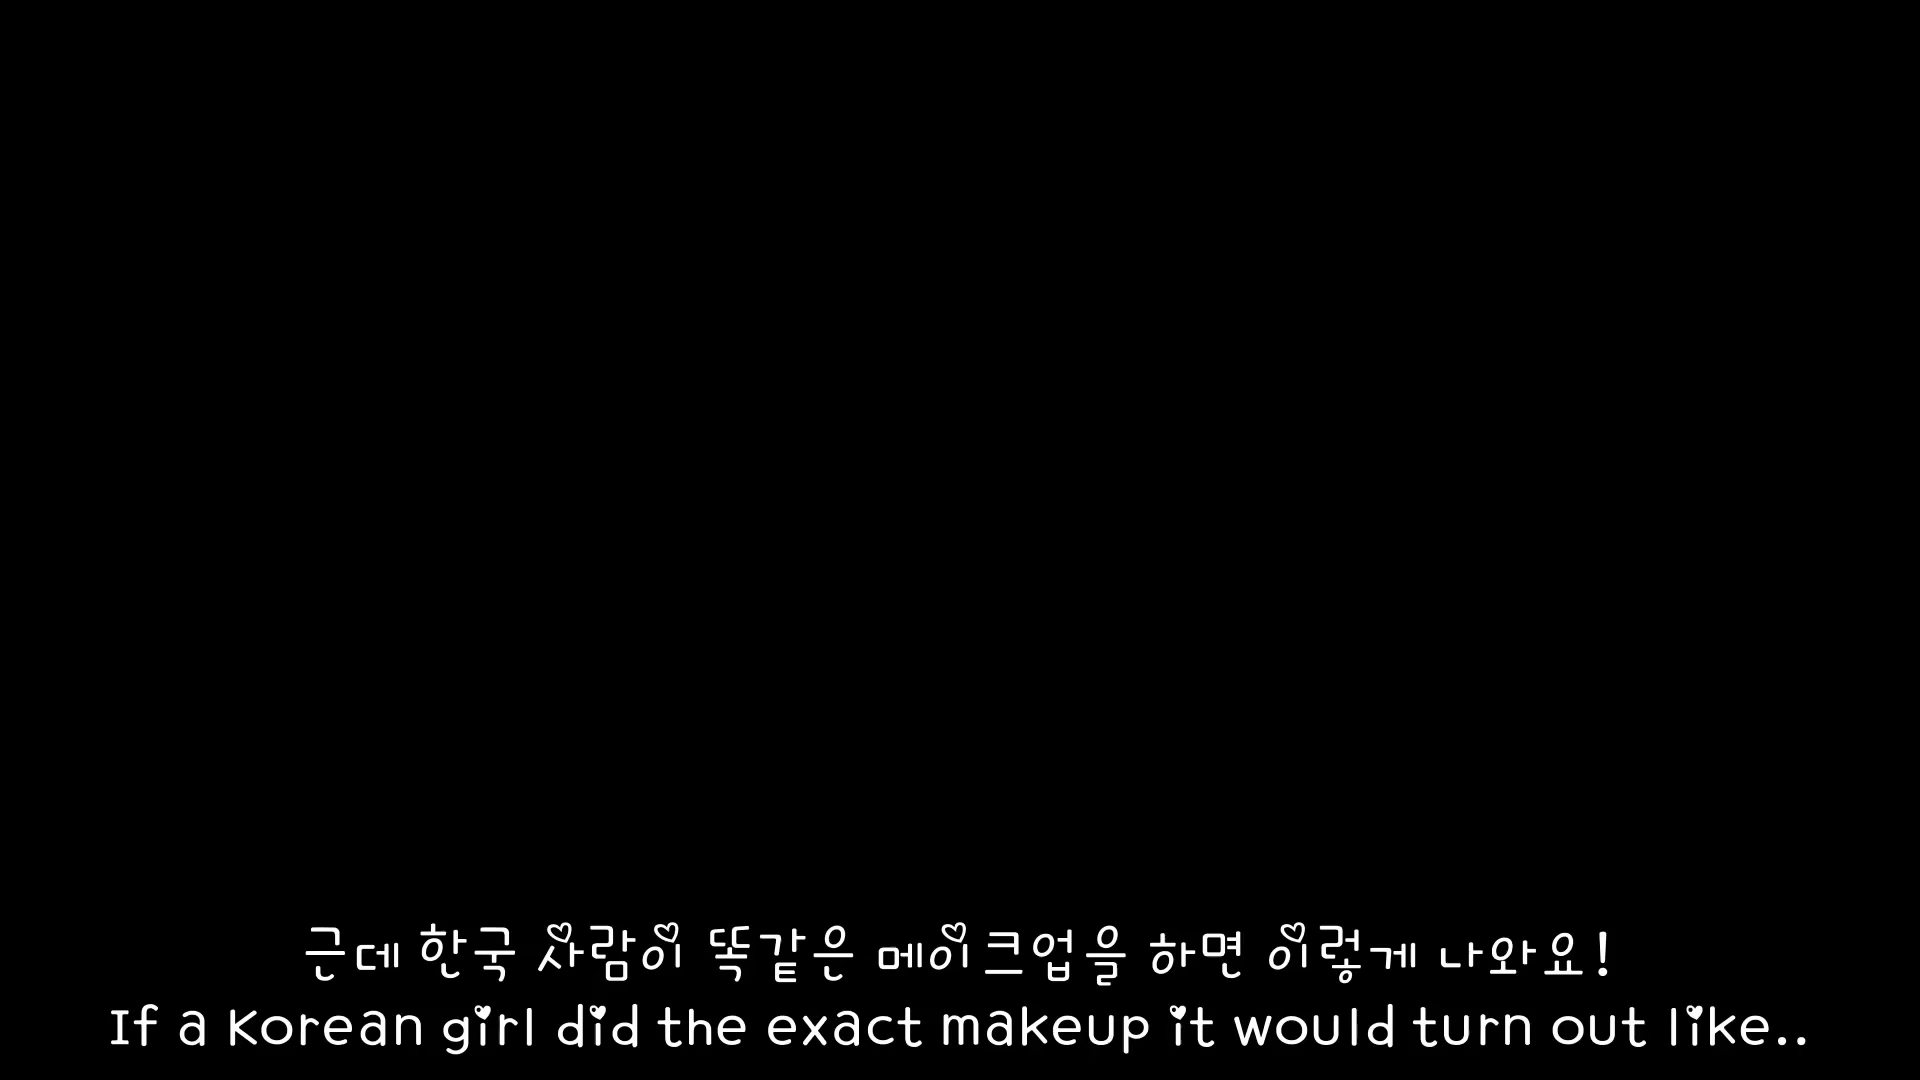 근데 한국 사람이 똑같은 메이크업을 하면 이렇게 나와요!
If a Korean girl did the exact makeup it would turn out like..